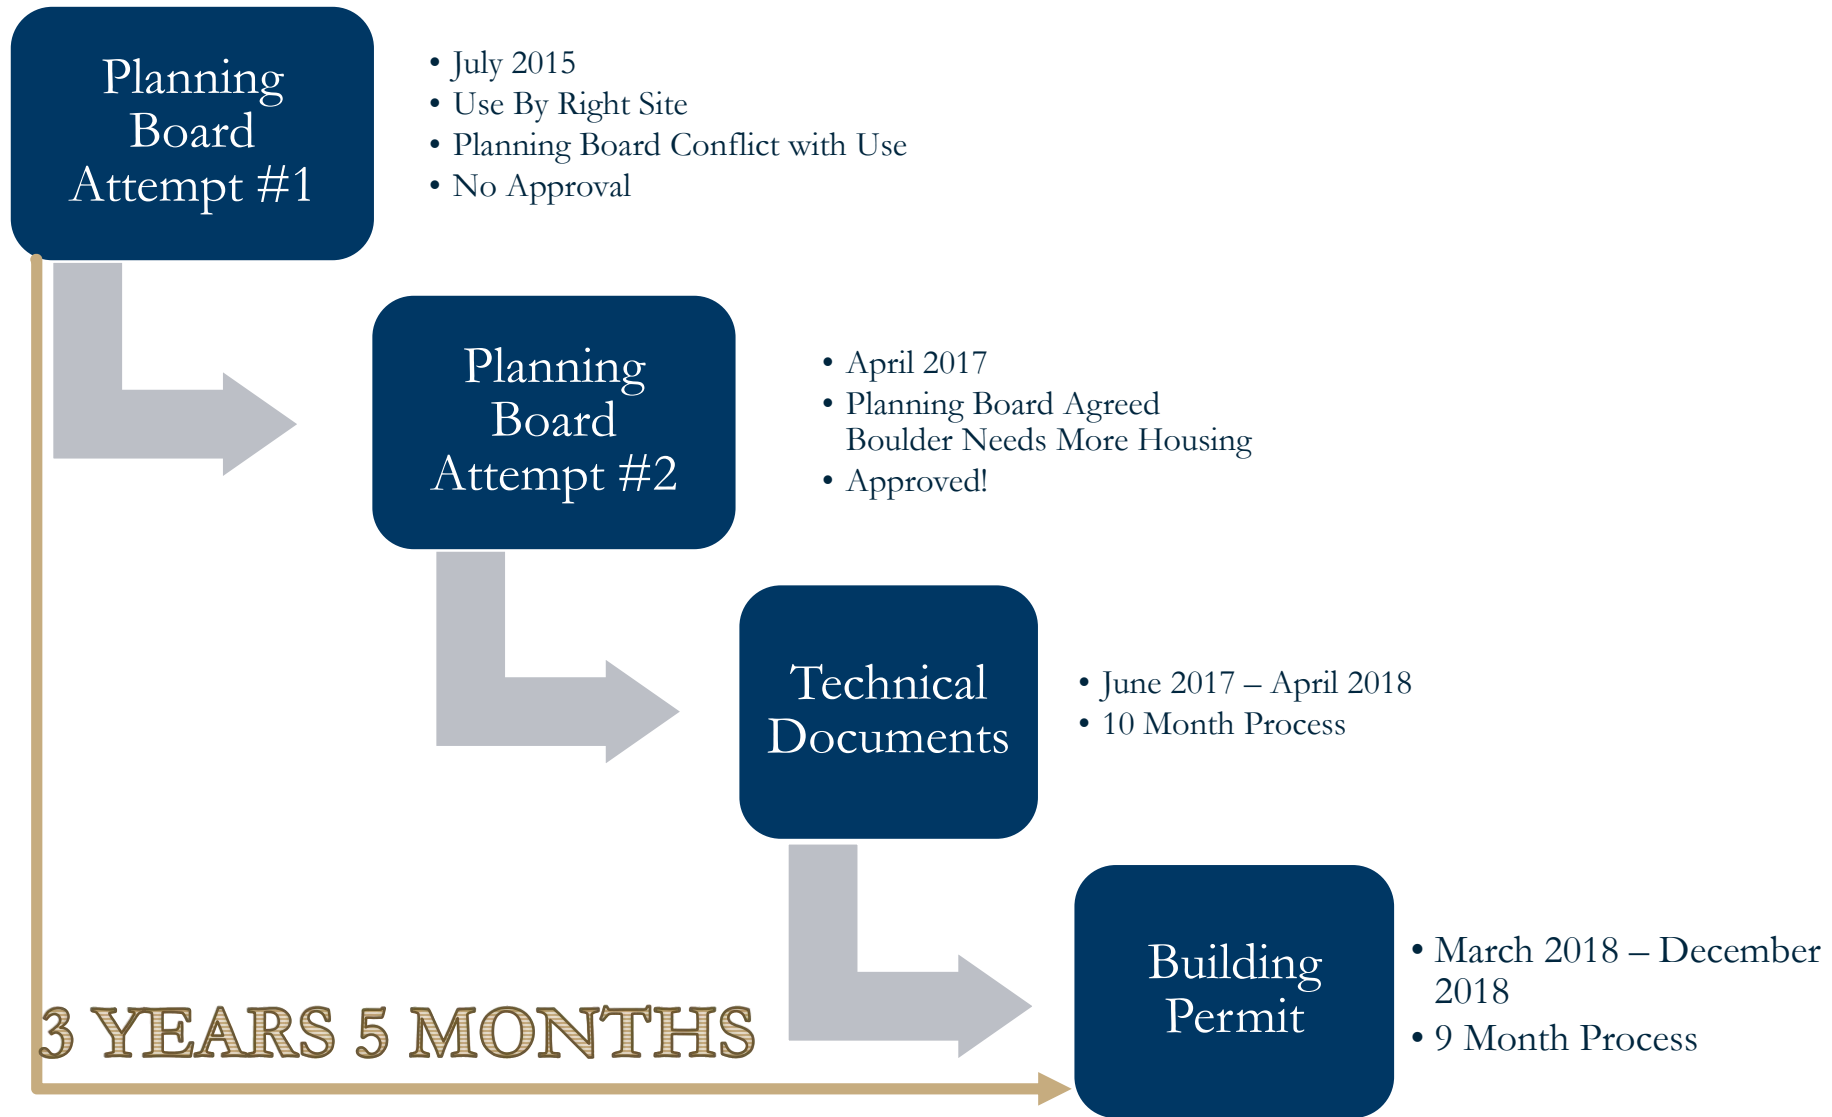 Planning
Board
Attempt #1
• July 2015
• Use By Right Site
• Planning Board Conflict with Use
• No Approval
Planning
Board
Attempt #2
• April 2017
• Planning Board Agreed
Boulder Needs More Housing
• Approved!
Technical
Documents
• June 2017 – April 2018
• 10 Month Process
Building
Permit
• March 2018 – December
2018
• 9 Month Process
3 YEARS 5 MONTHS